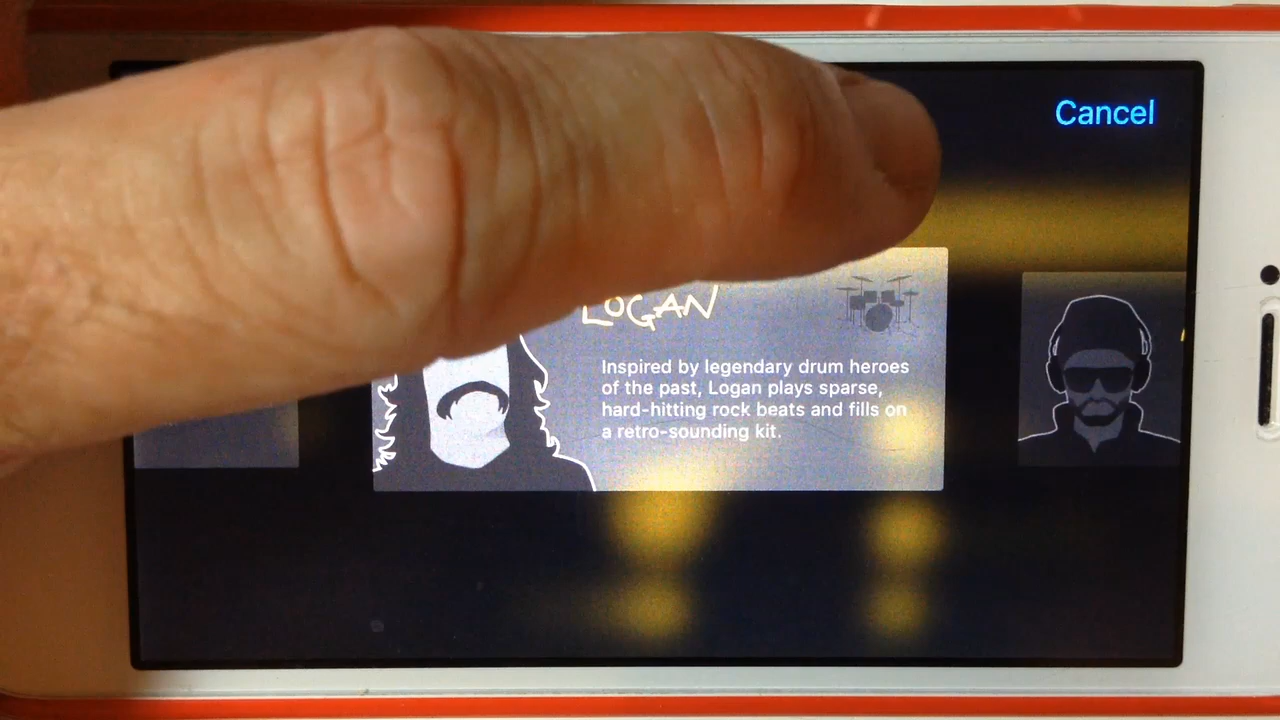 Cancel
LOGAN
Inspired by legendary drum heroes
of the past, Logan plays sparse,
hard-hitting rock beats and fills on
a retro-sounding kit.